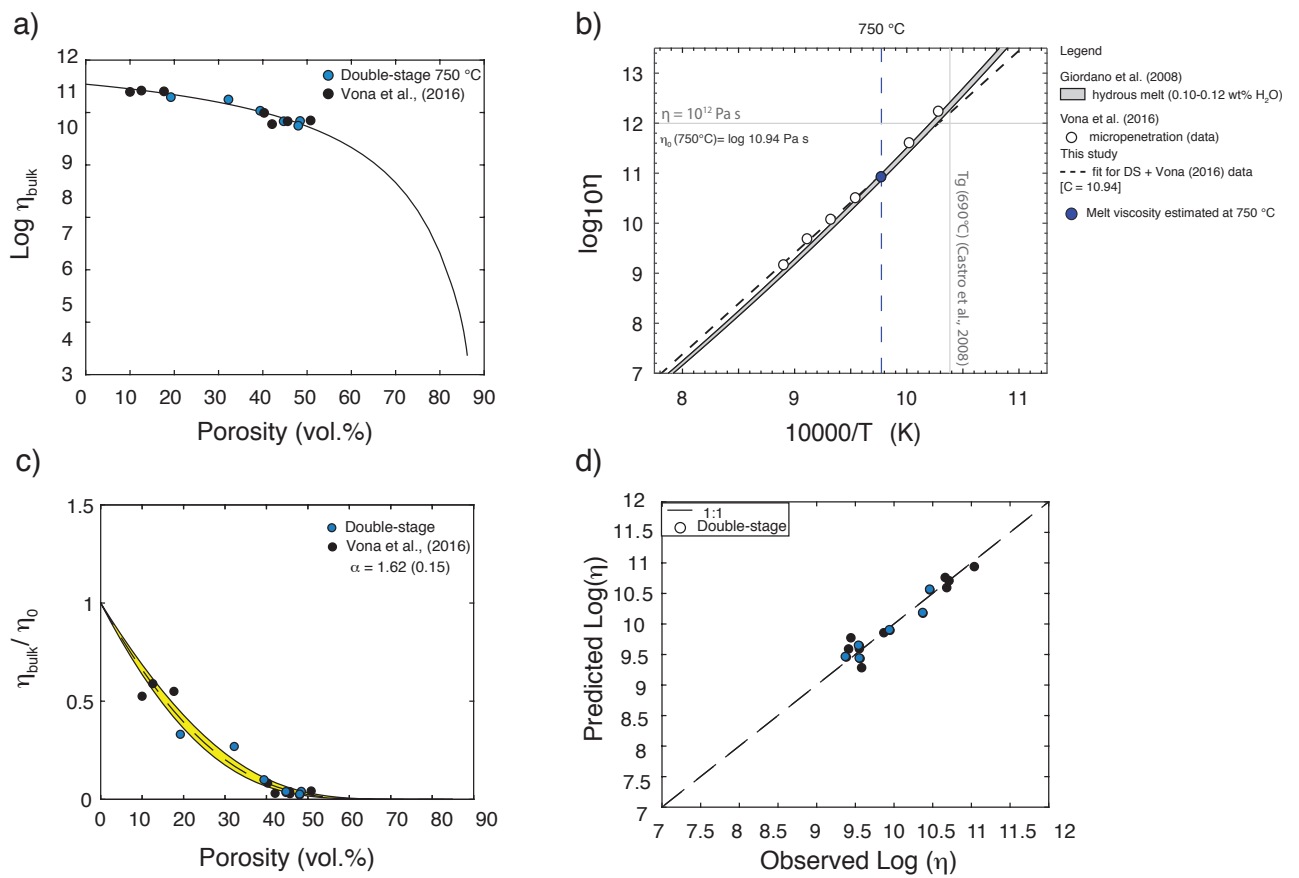 a)
12
11
10
9
8
7
6
5
4
3
Log ηbulk
Double-stage 750 °C
Vona et al., (2016)
0
10
20
30
40
50
60
70
80
90
Porosity (vol.%)
b)
750 °C
13
12
11
10
9
8
7
log10η
η = 10¹² Pa s
η₀ (750°C)= log 10.94 Pa s
Tg (690°C) (Castro et al., 2008)
8
9
10
11
10000/T (K)
Legend
Giordano et al. (2008)
hydrous melt (0.10-0.12 wt% H₂O)
Vona et al. (2016)
micropenetration (data)
This study
fit for DS + Vona (2016) data
[C = 10.94]
Melt viscosity estimated at 750 °C
c)
1.5
1
0.5
0
ηbulk/ η₀
Double-stage
Vona et al., (2016)
α = 1.62 (0.15)
0
10
20
30
40
50
60
70
80
90
Porosity (vol.%)
d)
12
11.5
11
10.5
10
9.5
9
8.5
8
7.5
7
Predicted Log(η)
1:1
Double-stage
7
7.5
8
8.5
9
9.5
10
10.5
11
11.5
12
Observed Log (η)